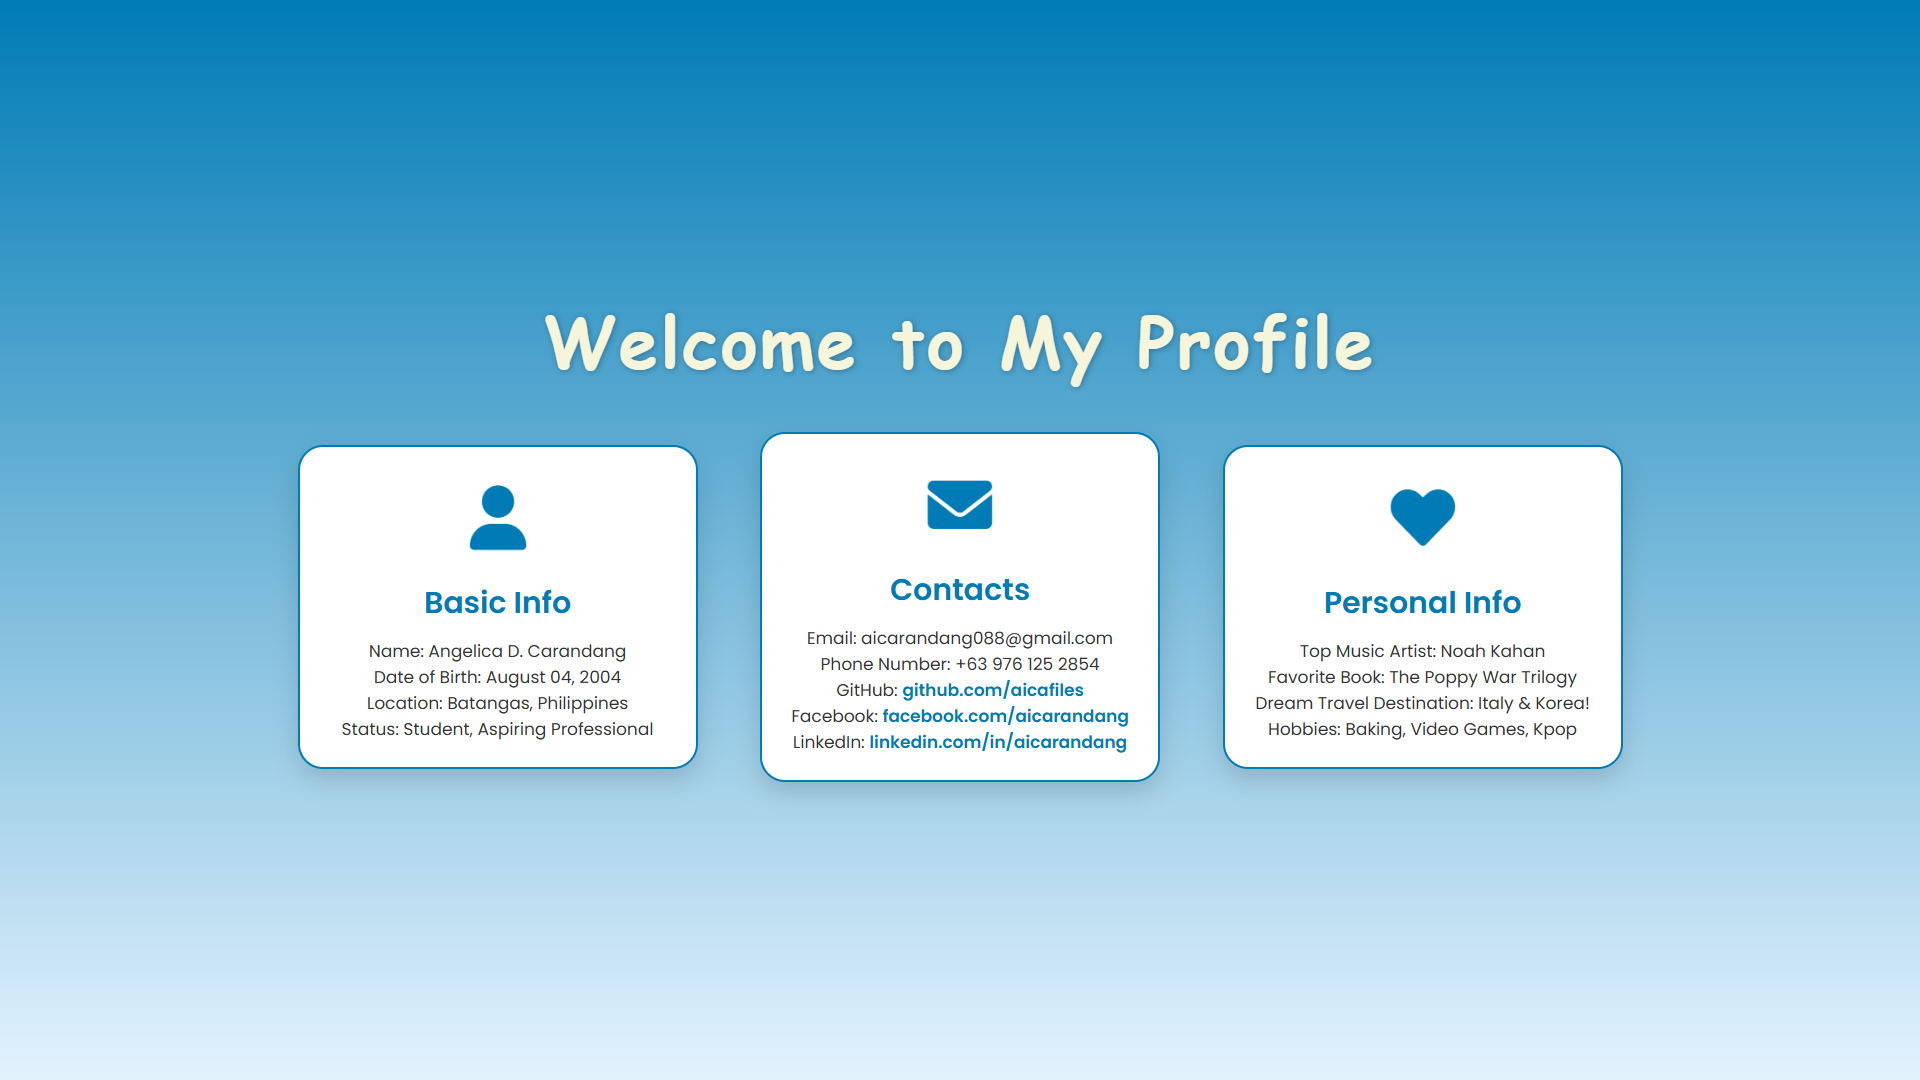 Welcome to My Profile
Basic Info
Name: Angelica D. Carandang
Date of Birth: August 04, 2004
Location: Batangas, Philippines
Status: Student, Aspiring Professional
Contacts
Email: aicarandang088@gmail.com
Phone Number: +63 976 125 2854
GitHub: github.com/aicafiles
Facebook: facebook.com/aicarandang
LinkedIn: linkedin.com/in/aicarandang
Personal Info
Top Music Artist: Noah Kahan
Favorite Book: The Poppy War Trilogy
Dream Travel Destination: Italy & Korea!
Hobbies: Baking, Video Games, Kpop